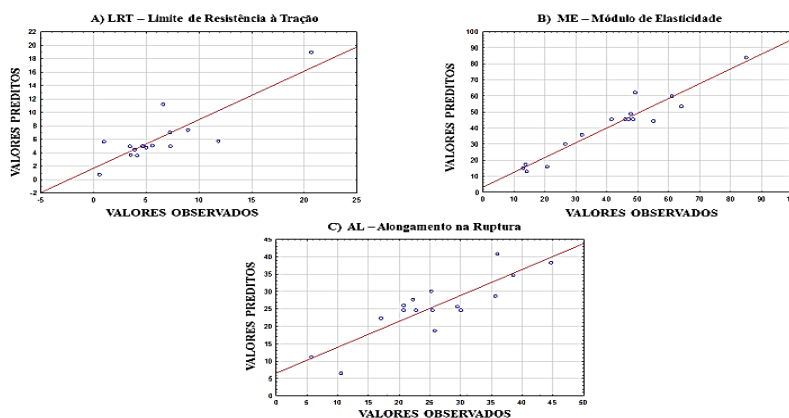 A) LRT – Limite de Resistência à Tração
22
20
18
16
14
12
10
8
6
4
2
0
-2
VALORES PREDITOS
-5 0 5 10 15 20 25
VALORES OBSERVADOS
B) ME – Módulo de Elasticidade
100
90
80
70
60
50
40
30
20
10
0
VALORES PREDITOS
0 10 20 30 40 50 60 70 80 90 100
VALORES OBSERVADOS
C) AL – Alongamento na Ruptura
45
40
35
30
25
20
15
10
5
0
VALORES PREDITOS
0 5 10 15 20 25 30 35 40 45 50
VALORES OBSERVADOS